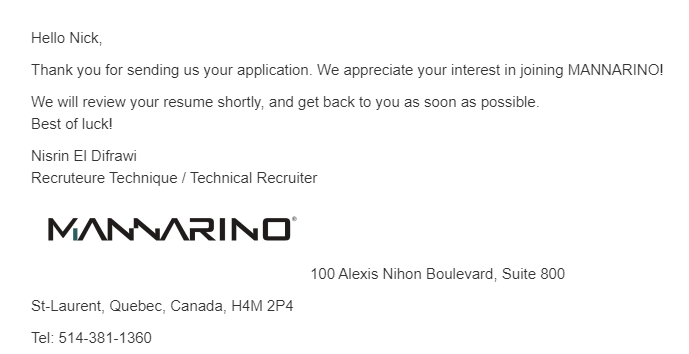 Hello Nick,
Thank you for sending us your application. We appreciate your interest in joining MANNARINO!
We will review your resume shortly, and get back to you as soon as possible.
Best of luck!
Nisrin El Difrawi
Recruteure Technique / Technical Recruiter
MANNARINO®
100 Alexis Nihon Boulevard, Suite 800
St-Laurent, Quebec, Canada, H4M 2P4
Tel: 514-381-1360